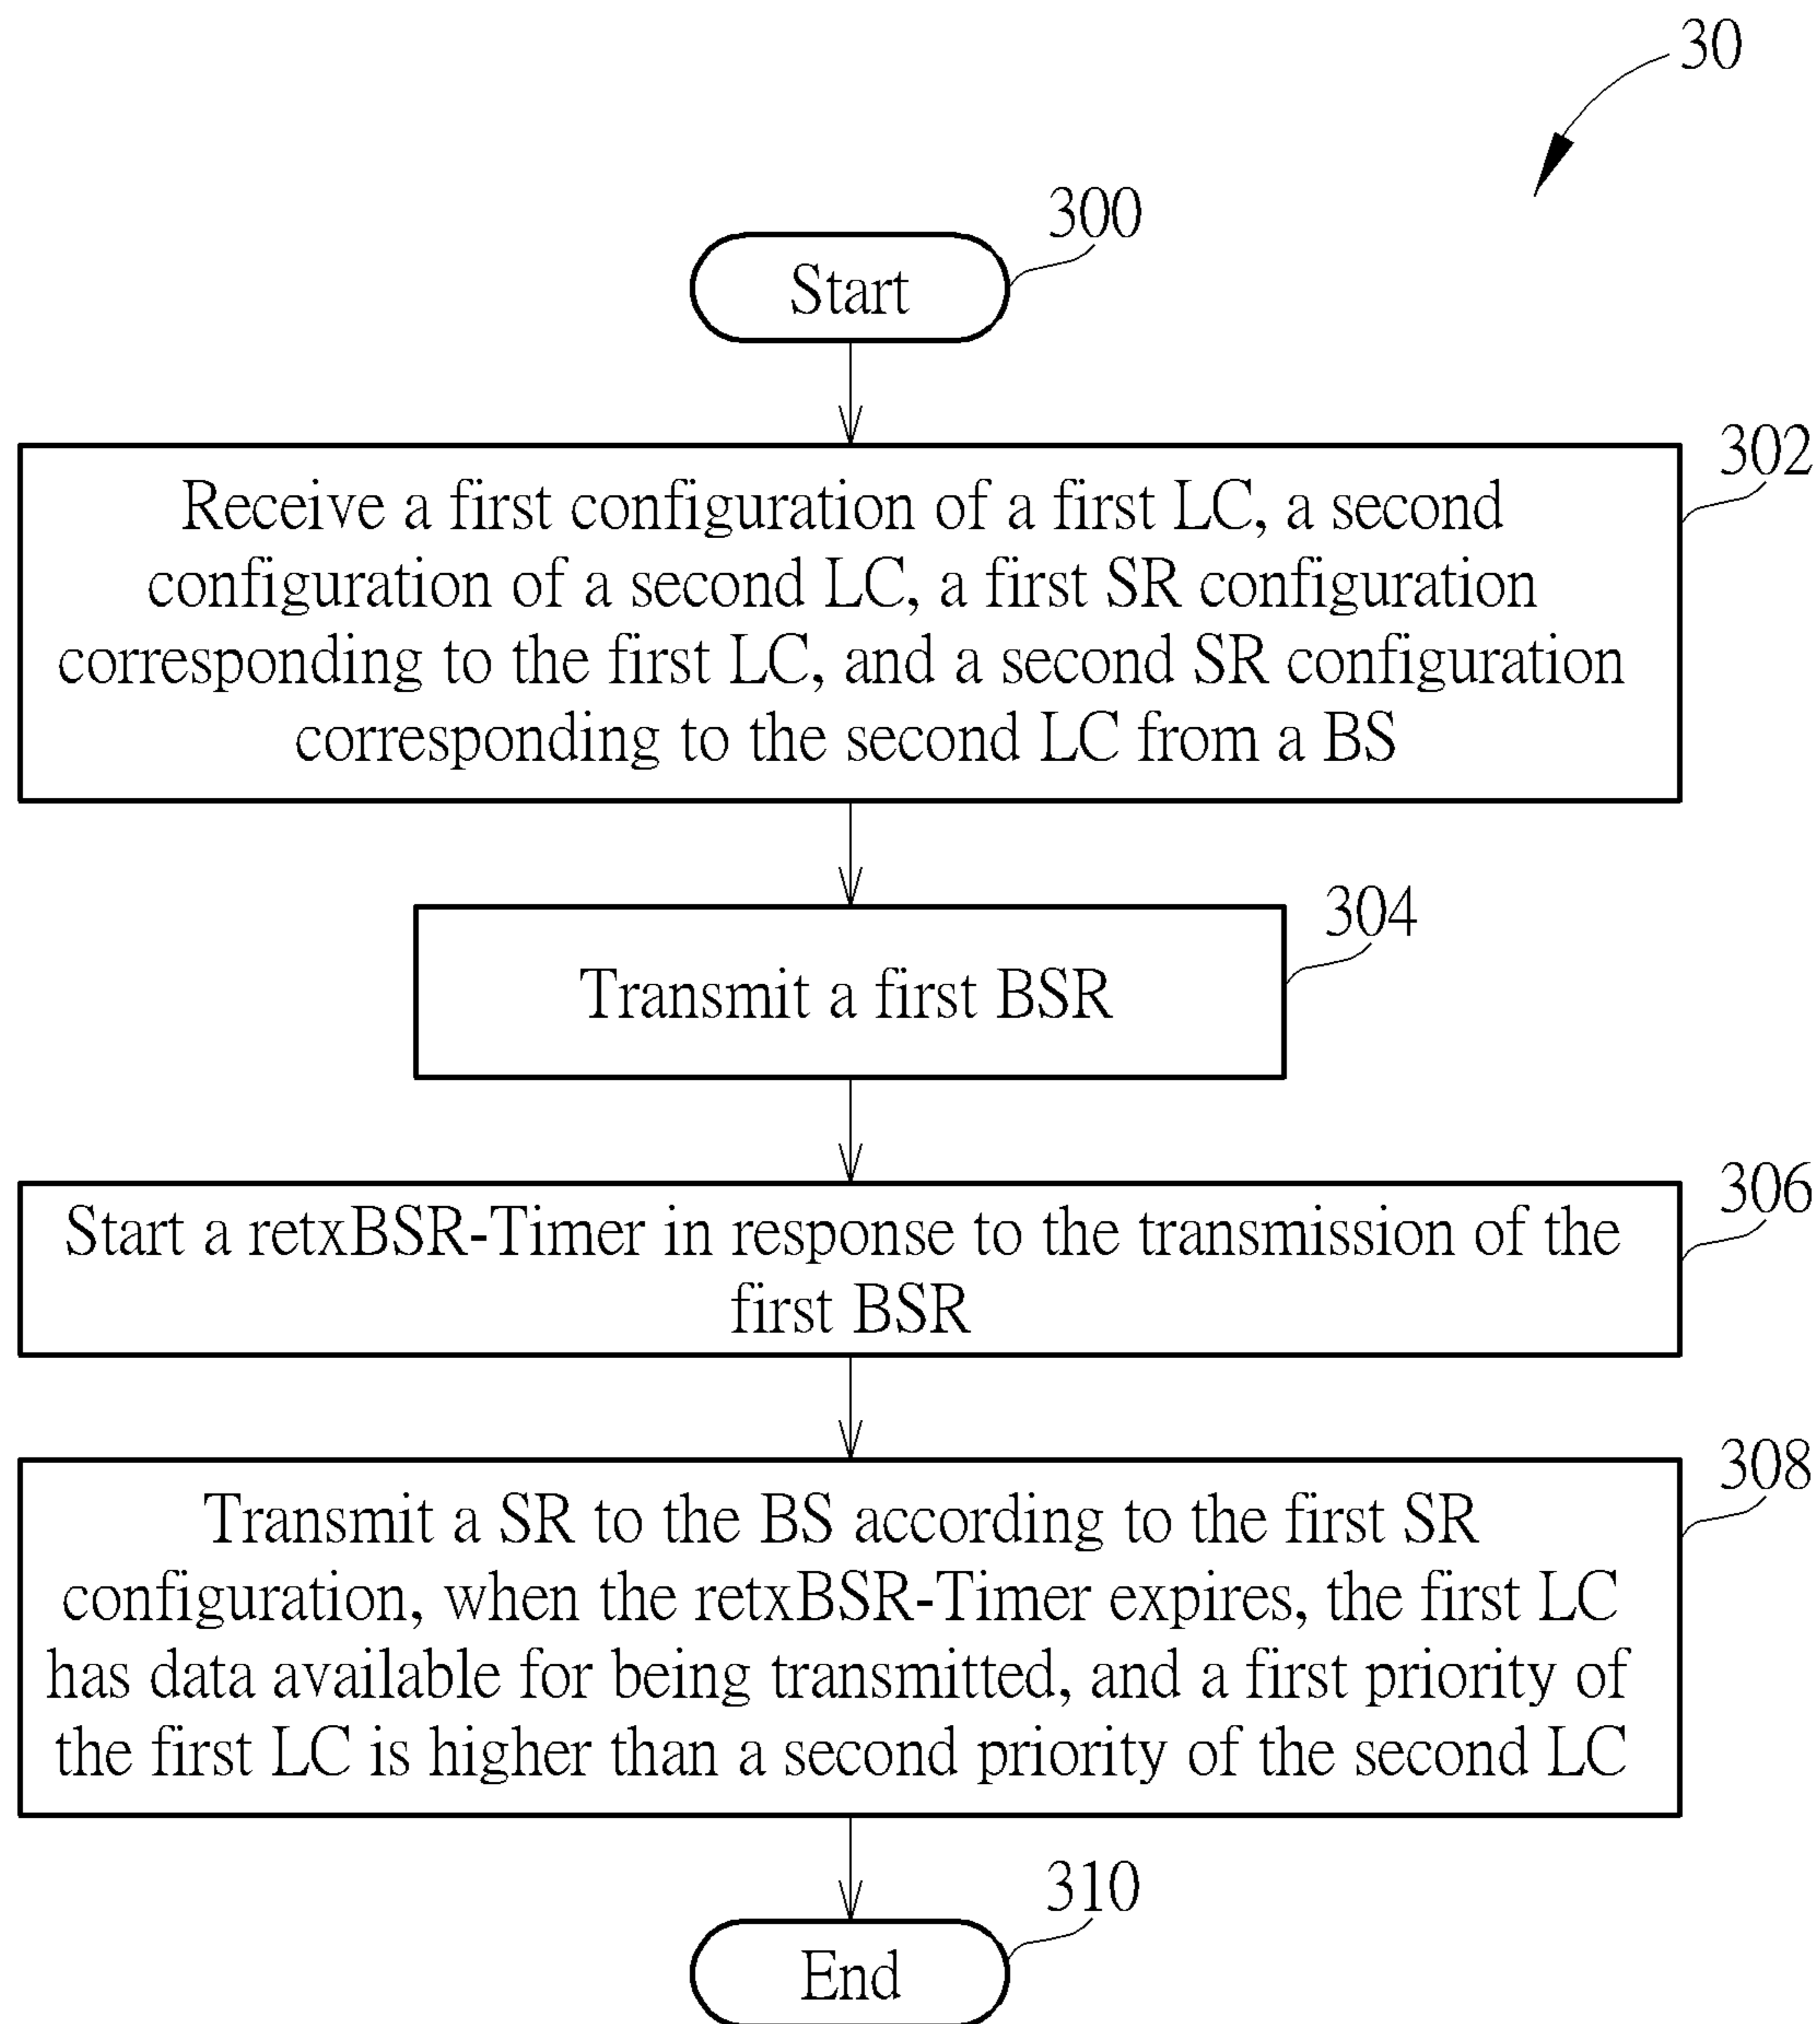 30
300
Start
302
Receive a first configuration of a first LC, a second
configuration of a second LC, a first SR configuration
corresponding to the first LC, and a second SR configuration
corresponding to the second LC from a BS
304
Transmit a first BSR
306
Start a retxBSR-Timer in response to the transmission of the
first BSR
308
Transmit a SR to the BS according to the first SR
configuration, when the retxBSR-Timer expires, the first LC
has data available for being transmitted, and a first priority of
the first LC is higher than a second priority of the second LC
310
End